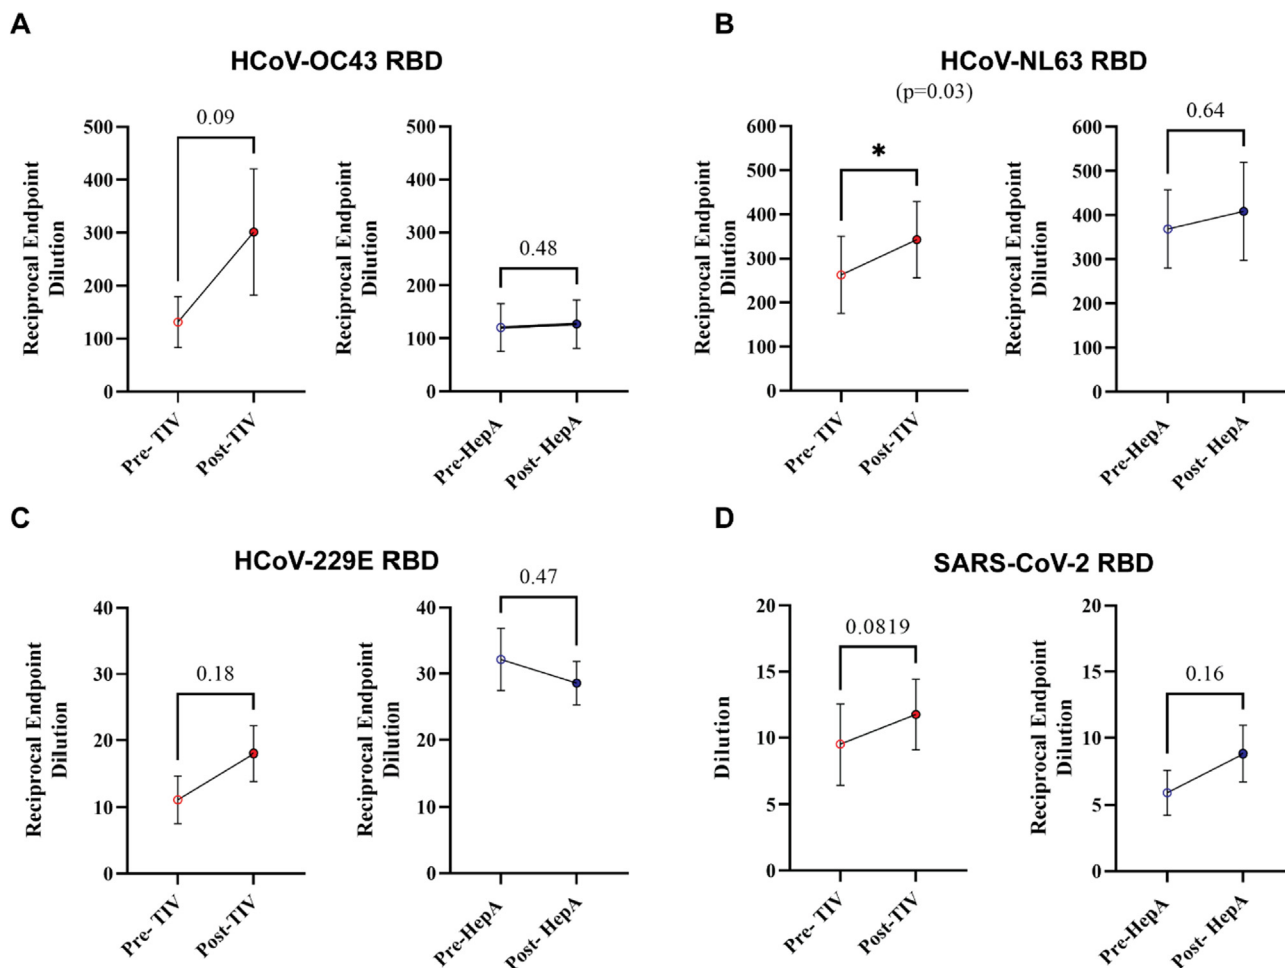 A
HCoV-OC43 RBD
Reciprocal Endpoint
Dilution
500
400
300
200
100
0
0.09
Pre- TIV
Post-TIV
Reciprocal Endpoint
Dilution
500
400
300
200
100
0
0.48
Pre-HepA
Post- HepA
B
HCoV-NL63 RBD
(p=0.03)
Reciprocal Endpoint
Dilution
600
500
400
300
200
100
0
*
Pre- TIV
Post-TIV
Reciprocal Endpoint
Dilution
600
500
400
300
200
100
0
0.64
Pre-HepA
Post- HepA
C
HCoV-229E RBD
Reciprocal Endpoint
Dilution
40
30
20
10
0
0.18
Pre- TIV
Post-TIV
Reciprocal Endpoint
Dilution
40
30
20
10
0
0.47
Pre-HepA
Post- HepA
D
SARS-CoV-2 RBD
Dilution
20
15
10
5
0
0.0819
Pre- TIV
Post-TIV
Reciprocal Endpoint
Dilution
20
15
10
5
0
0.16
Pre-HepA
Post- HepA